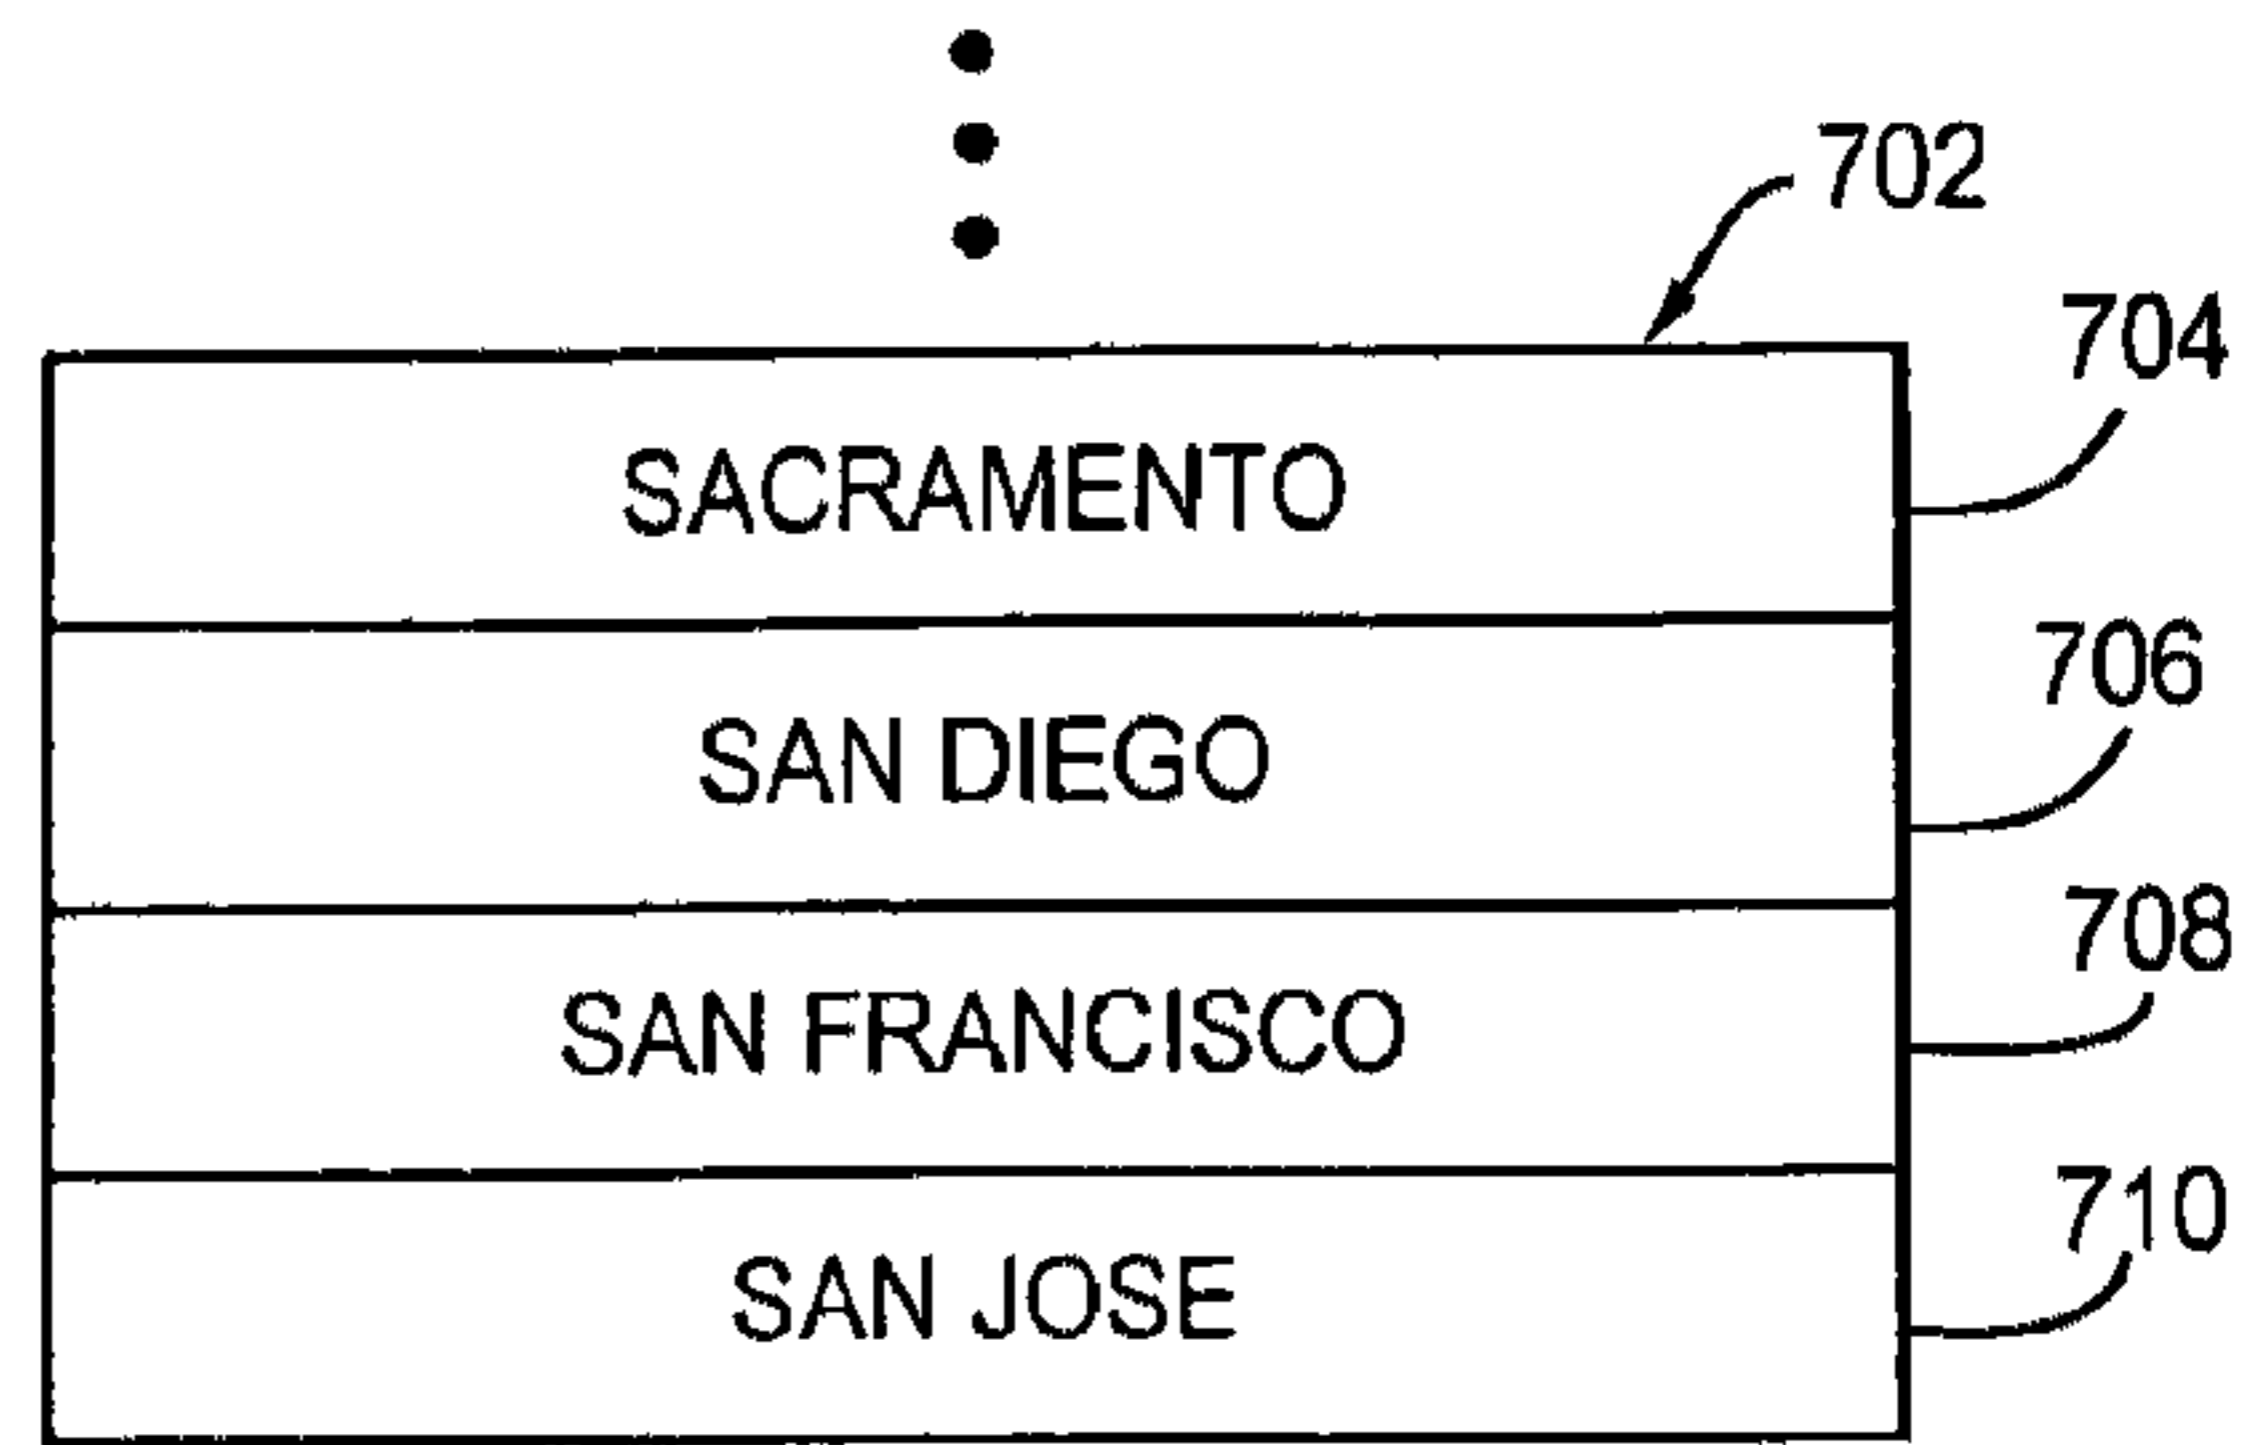 702
704
SACRAMENTO
706
SAN DIEGO
708
SAN FRANCISCO
710
SAN JOSE